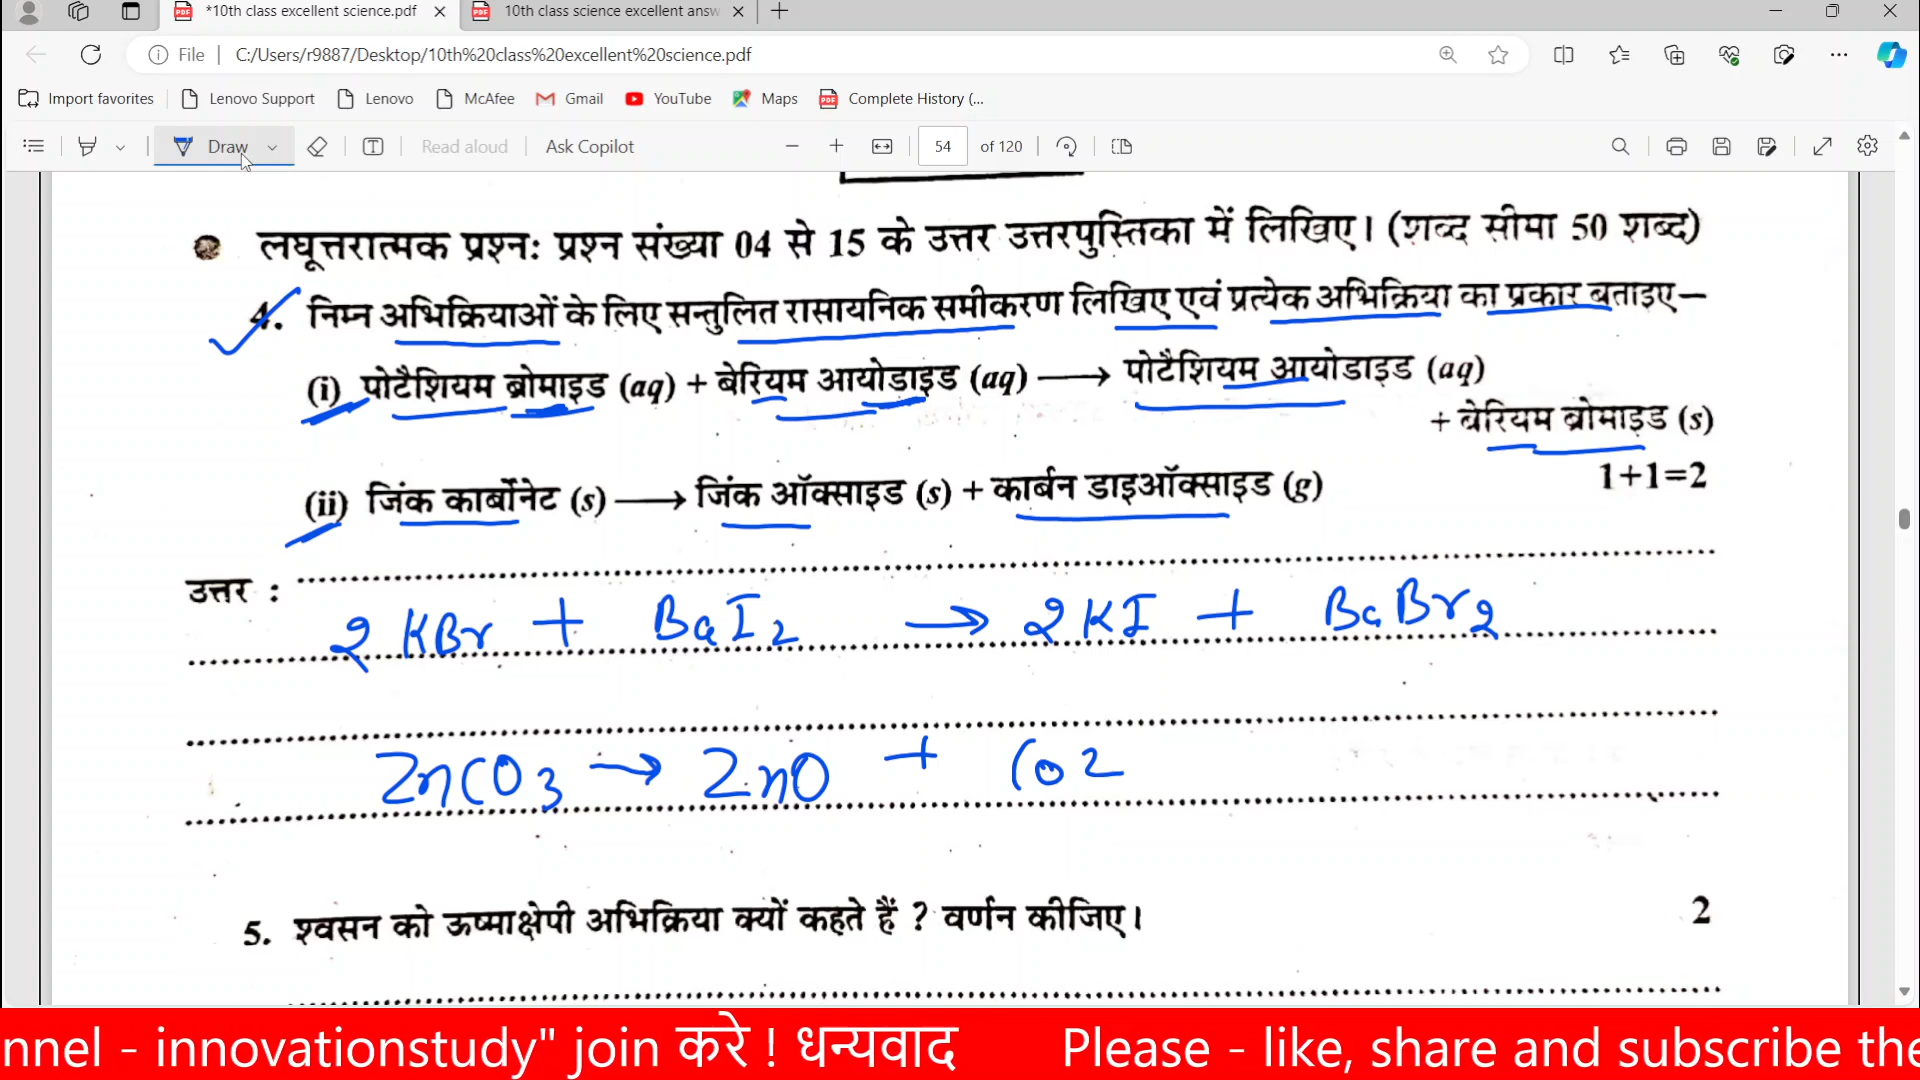 *10th class excellent science.pdf
10th class science excellent answ
File
C:/Users/r9887/Desktop/10th%20class%20excellent%20science.pdf
Import favorites
Lenovo Support
Lenovo
McAfee
Gmail
YouTube
Maps
Complete History (...
Draw
Read aloud
Ask Copilot
54 of 120
लघूत्तरात्मक प्रश्न: प्रश्न संख्या 04 से 15 के उत्तर उत्तरपुस्तिका में लिखिए। (शब्द सीमा 50 शब्द)
4. निम्न अभिक्रियाओं के लिए सन्तुलित रासायनिक समीकरण लिखिए एवं प्रत्येक अभिक्रिया का प्रकार बताइए—
(i) पोटैशियम ब्रोमाइड (aq) + बेरियम आयोडाइड (aq) ⟶ पोटैशियम आयोडाइड (aq)
+ बेरियम ब्रोमाइड (s)
(ii) जिंक कार्बोनेट (s) ⟶ जिंक ऑक्साइड (s) + कार्बन डाइऑक्साइड (g) 1+1=2
उत्तर :
2 KBr + BaI2 → 2 KI + BaBr2
ZnCO3 → ZnO + CO2
5. श्वसन को ऊष्माक्षेपी अभिक्रिया क्यों कहते हैं ? वर्णन कीजिए। 2
nnel - innovationstudy" join करे ! धन्यवाद Please - like, share and subscribe the